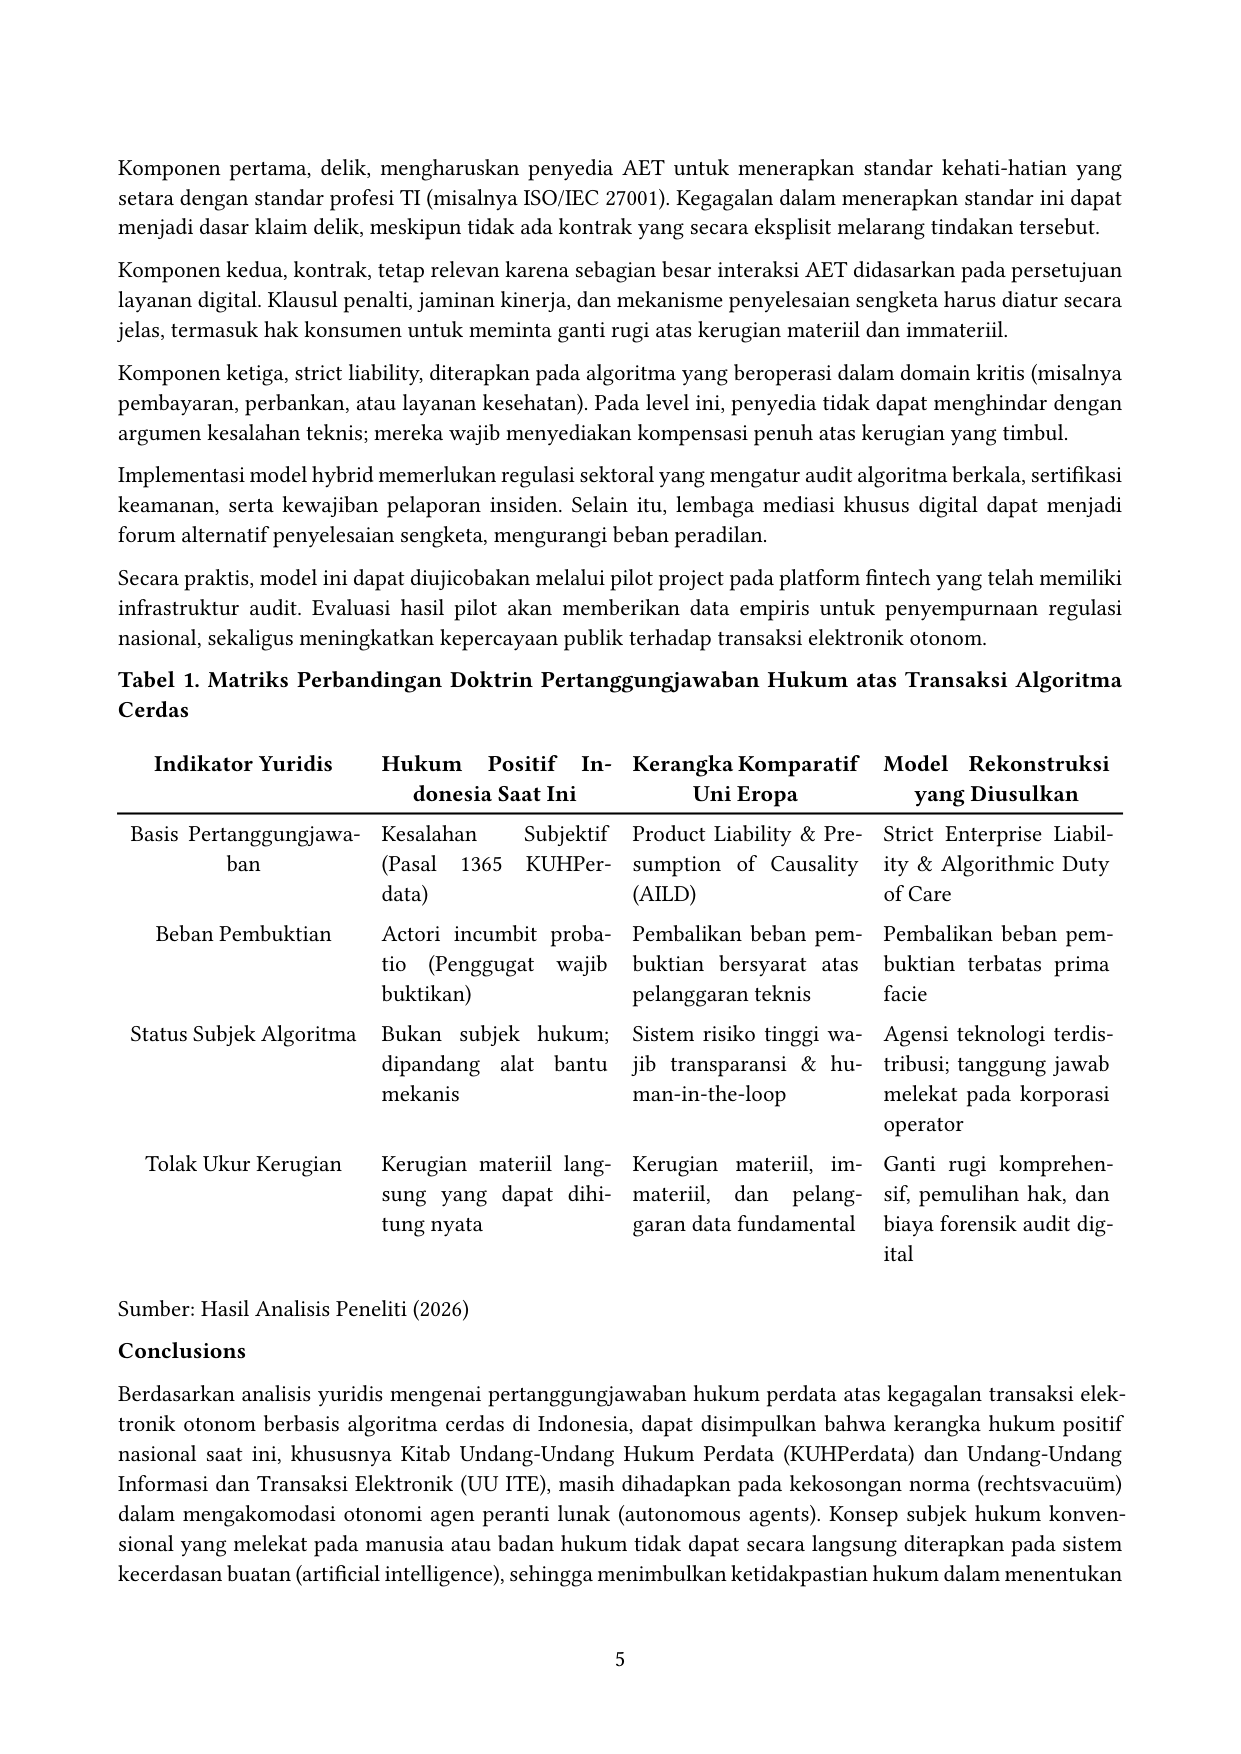 Komponen pertama, delik, mengharuskan penyedia AET untuk menerapkan standar kehati-hatian yang
setara dengan standar profesi TI (misalnya ISO/IEC 27001). Kegagalan dalam menerapkan standar ini dapat
menjadi dasar klaim delik, meskipun tidak ada kontrak yang secara eksplisit melarang tindakan tersebut.
Komponen kedua, kontrak, tetap relevan karena sebagian besar interaksi AET didasarkan pada persetujuan
layanan digital. Klausul penalti, jaminan kinerja, dan mekanisme penyelesaian sengketa harus diatur secara
jelas, termasuk hak konsumen untuk meminta ganti rugi atas kerugian materiil dan immateriil.
Komponen ketiga, strict liability, diterapkan pada algoritma yang beroperasi dalam domain kritis (misalnya
pembayaran, perbankan, atau layanan kesehatan). Pada level ini, penyedia tidak dapat menghindar dengan
argumen kesalahan teknis; mereka wajib menyediakan kompensasi penuh atas kerugian yang timbul.
Implementasi model hybrid memerlukan regulasi sektoral yang mengatur audit algoritma berkala, sertifikasi
keamanan, serta kewajiban pelaporan insiden. Selain itu, lembaga mediasi khusus digital dapat menjadi
forum alternatif penyelesaian sengketa, mengurangi beban peradilan.
Secara praktis, model ini dapat diujicobakan melalui pilot project pada platform fintech yang telah memiliki
infrastruktur audit. Evaluasi hasil pilot akan memberikan data empiris untuk penyempurnaan regulasi
nasional, sekaligus meningkatkan kepercayaan publik terhadap transaksi elektronik otonom.
Tabel 1. Matriks Perbandingan Doktrin Pertanggungjawaban Hukum atas Transaksi Algoritma
Cerdas
Indikator Yuridis
Hukum Positif In-
donesia Saat Ini
Kerangka Komparatif
Uni Eropa
Model Rekonstruksi
yang Diusulkan
Basis Pertanggungjawa-
ban
Kesalahan Subjektif
(Pasal 1365 KUHPer-
data)
Product Liability & Pre-
sumption of Causality
(AILD)
Strict Enterprise Liabil-
ity & Algorithmic Duty
of Care
Beban Pembuktian
Actori incumbit proba-
tio (Penggugat wajib
buktikan)
Pembalikan beban pem-
buktian bersyarat atas
pelanggaran teknis
Pembalikan beban pem-
buktian terbatas prima
facie
Status Subjek Algoritma
Bukan subjek hukum;
dipandang alat bantu
mekanis
Sistem risiko tinggi wa-
jib transparansi & hu-
man-in-the-loop
Agensi teknologi terdis-
tribusi; tanggung jawab
melekat pada korporasi
operator
Tolak Ukur Kerugian
Kerugian materiil lang-
sung yang dapat dihi-
tung nyata
Kerugian materiil, im-
materiil, dan pelang-
garan data fundamental
Ganti rugi komprehen-
sif, pemulihan hak, dan
biaya forensik audit dig-
ital
Sumber: Hasil Analisis Peneliti (2026)
Conclusions
Berdasarkan analisis yuridis mengenai pertanggungjawaban hukum perdata atas kegagalan transaksi elek-
tronik otonom berbasis algoritma cerdas di Indonesia, dapat disimpulkan bahwa kerangka hukum positif
nasional saat ini, khususnya Kitab Undang-Undang Hukum Perdata (KUHPerdata) dan Undang-Undang
Informasi dan Transaksi Elektronik (UU ITE), masih dihadapkan pada kekosongan norma (rechtsvacuüm)
dalam mengakomodasi otonomi agen peranti lunak (autonomous agents). Konsep subjek hukum konven-
sional yang melekat pada manusia atau badan hukum tidak dapat secara langsung diterapkan pada sistem
kecerdasan buatan (artificial intelligence), sehingga menimbulkan ketidakpastian hukum dalam menentukan
5